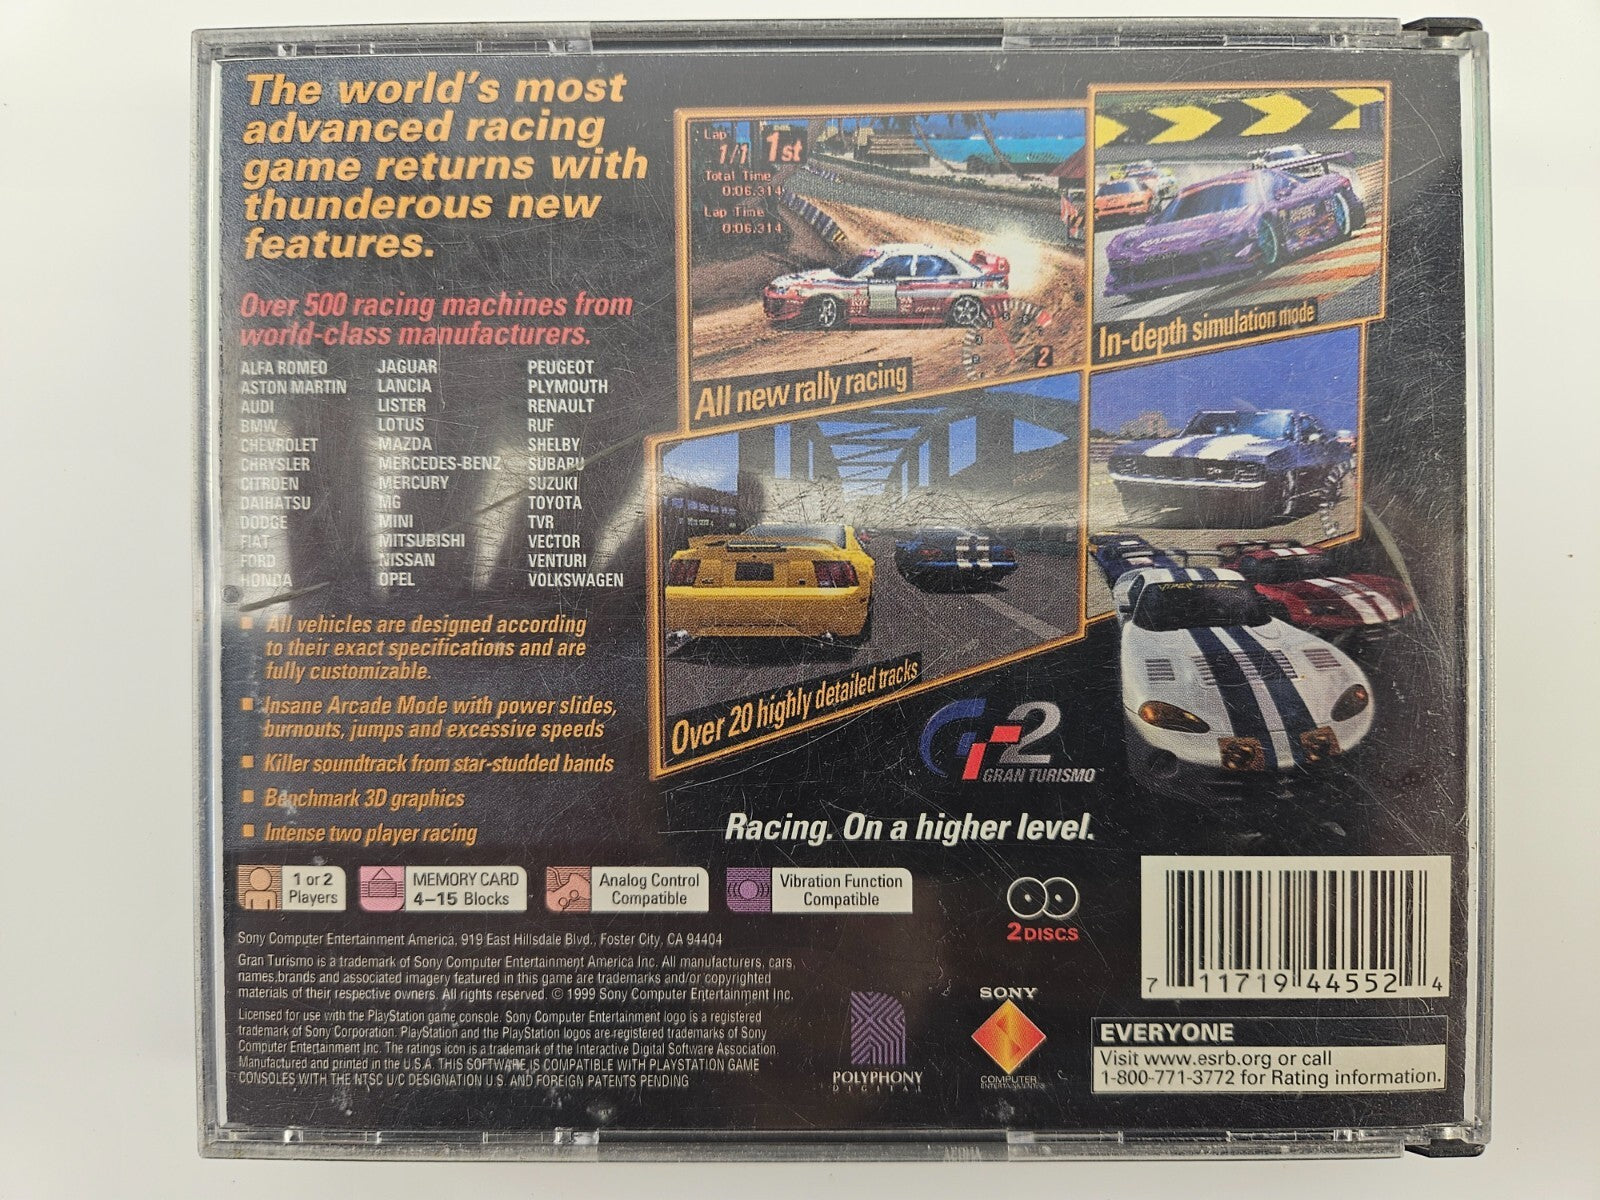 The world's most
advanced racing
game returns with
thunderous new
features.
Over 500 racing machines from
world-class manufacturers.
ALFA ROMEO
ASTON MARTIN
AUDI
BMW
CHEVROLET
CHRYSLER
CITROEN
DAIHATSU
DODGE
FIAT
FORD
HONDA
JAGUAR
LANCIA
LISTER
LOTUS
MAZDA
MERCEDES-BENZ
MERCURY
MG
MINI
MITSUBISHI
NISSAN
OPEL
PEUGEOT
PLYMOUTH
RENAULT
RUF
SHELBY
SUBARU
SUZUKI
TOYOTA
TVR
VECTOR
VENTURI
VOLKSWAGEN
All vehicles are designed according
to their exact specifications and are
fully customizable.
Insane Arcade Mode with power slides,
burnouts, jumps and excessive speeds
Killer soundtrack from star-studded bands
Benchmark 3D graphics
Intense two player racing
Lap
1/1 1st
Total Time
0:06.314
Lap Time
0:06.314
2
All new rally racing
In-depth simulation mode
Over 20 highly detailed tracks
GT2
GRAN TURISMO™
Racing. On a higher level.
1 or 2
Players
MEMORY CARD
4–15 Blocks
Analog Control
Compatible
Vibration Function
Compatible
2 DISCS
Sony Computer Entertainment America, 919 East Hillsdale Blvd., Foster City, CA 94404
Gran Turismo is a trademark of Sony Computer Entertainment America Inc. All manufacturers, cars,
names,brands and associated imagery featured in this game are trademarks and/or copyrighted
materials of their respective owners. All rights reserved. © 1999 Sony Computer Entertainment Inc.
Licensed for use with the PlayStation game console. Sony Computer Entertainment logo is a registered
trademark of Sony Corporation. PlayStation and the PlayStation logos are registered trademarks of Sony
Computer Entertainment Inc. The ratings icon is a trademark of the Interactive Digital Software Association.
Manufactured and printed in the U.S.A. THIS SOFTWARE IS COMPATIBLE WITH PLAYSTATION GAME
CONSOLES WITH THE NTSC U/C DESIGNATION U.S. AND FOREIGN PATENTS PENDING
POLYPHONY
DIGITAL
SONY
COMPUTER
ENTERTAINMENT®
7 11719 44552 4
EVERYONE
Visit www.esrb.org or call
1-800-771-3772 for Rating information.